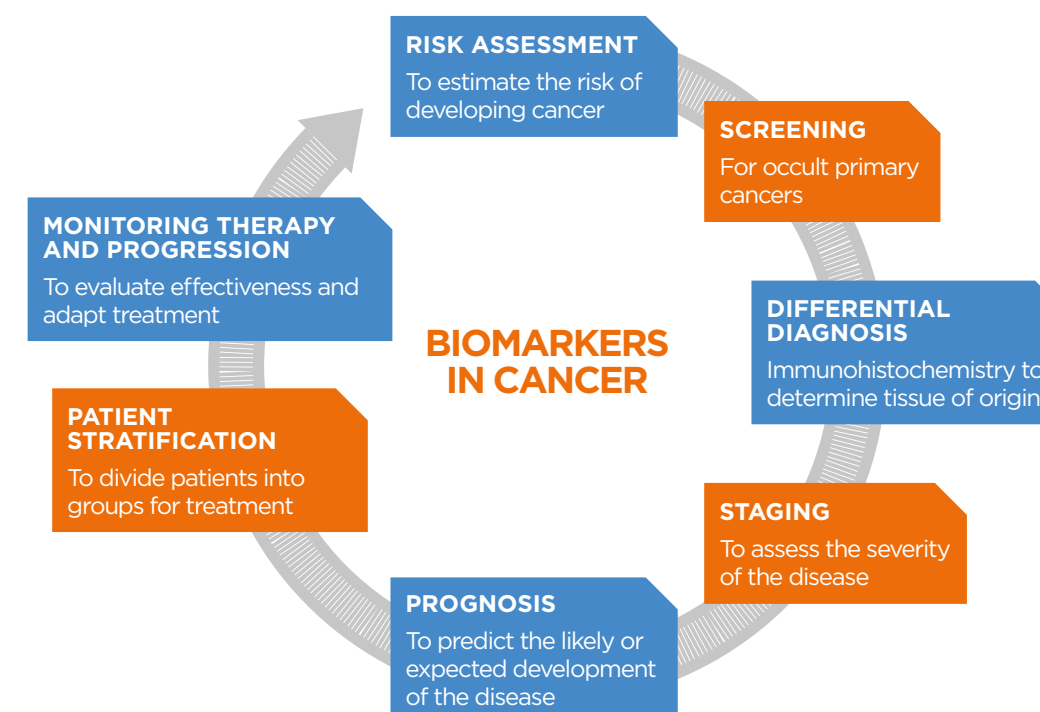 RISK ASSESSMENT
To estimate the risk of
developing cancer
SCREENING
For occult primary
cancers
DIFFERENTIAL
DIAGNOSIS
Immunohistochemistry to
determine tissue of origin
STAGING
To assess the severity
of the disease
PROGNOSIS
To predict the likely or
expected development
of the disease
PATIENT
STRATIFICATION
To divide patients into
groups for treatment
MONITORING THERAPY
AND PROGRESSION
To evaluate effectiveness and
adapt treatment
BIOMARKERS
IN CANCER